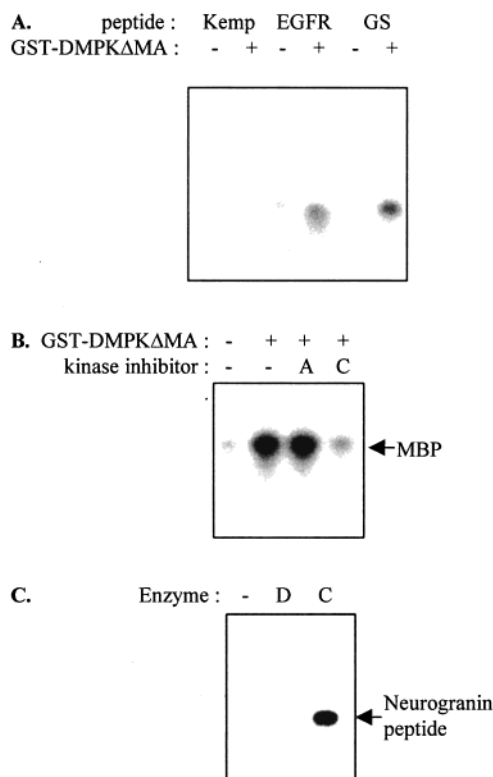 A. peptide : Kemp EGFR GS
GST-DMPKΔMA : - + - + - +
B. GST-DMPKΔMA : - + + +
kinase inhibitor : - - A C
MBP
C. Enzyme : - D C
Neurogranin
peptide